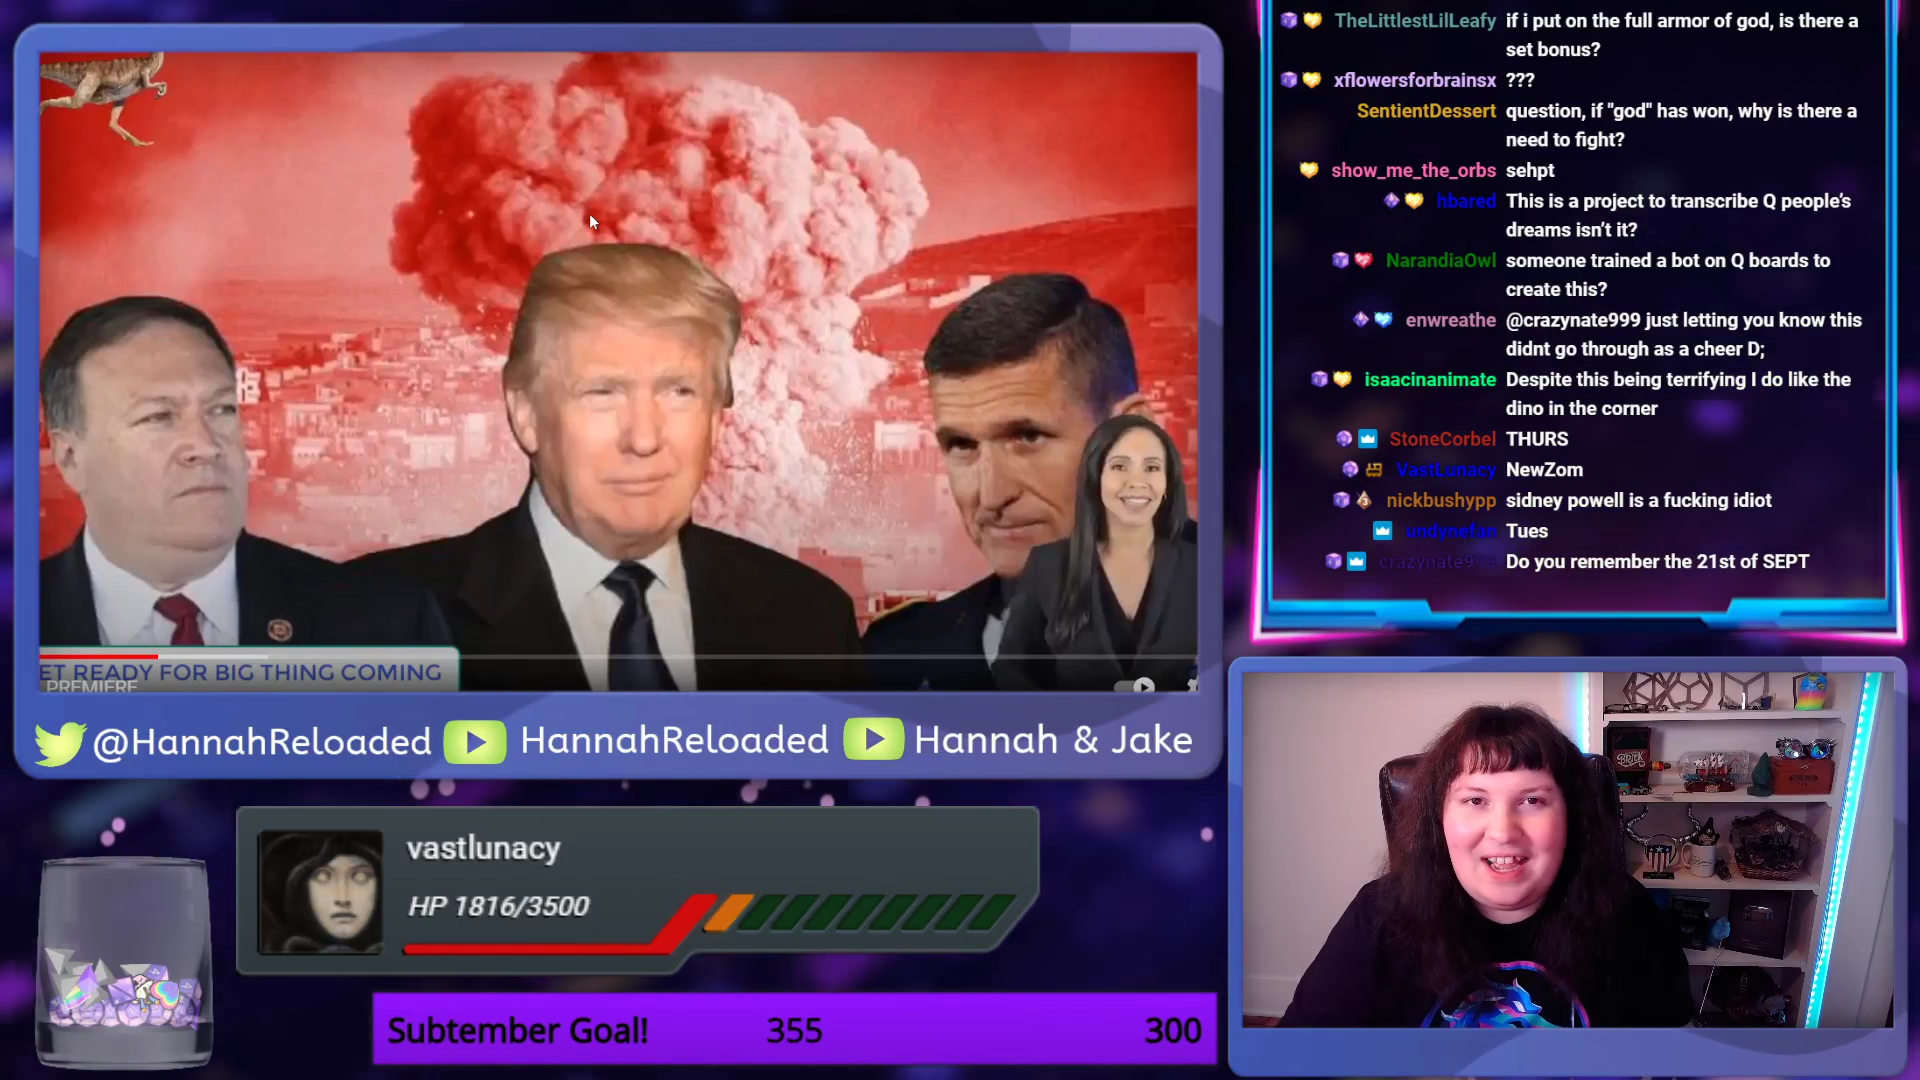 TheLittlestLilLeafy if i put on the full armor of god, is there a
set bonus?
xflowersforbrainsx ???
SentientDessert question, if "god" has won, why is there a
need to fight?
show_me_the_orbs sehpt
hbared This is a project to transcribe Q people's
dreams isn't it?
NarandiaOwl someone trained a bot on Q boards to
create this?
enwreathe @crazynate999 just letting you know this
didnt go through as a cheer D;
isaacinanimate Despite this being terrifying I do like the
dino in the corner
StoneCorbel THURS
VastLunacy NewZom
nickbushypp sidney powell is a fucking idiot
undynefan Tues
crazynate999 Do you remember the 21st of SEPT
ET READY FOR BIG THING COMING
PREMIERE
@HannahReloaded HannahReloaded Hannah & Jake
vastlunacy
HP 1816/3500
Subtember Goal! 355 300
BRICK